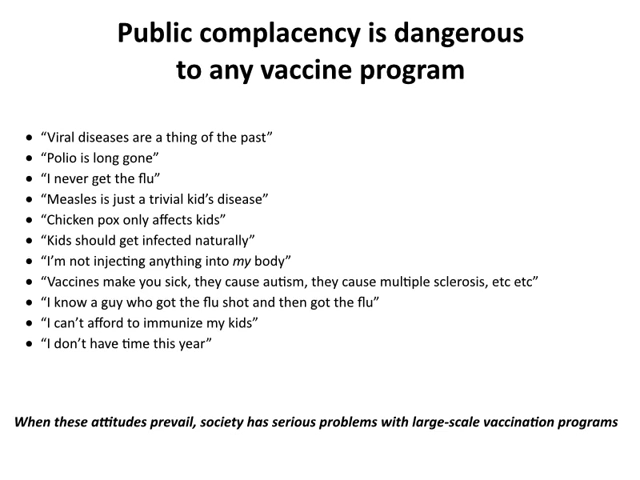 Public complacency is dangerous
to any vaccine program
• “Viral diseases are a thing of the past”
• “Polio is long gone”
• “I never get the flu”
• “Measles is just a trivial kid’s disease”
• “Chicken pox only affects kids”
• “Kids should get infected naturally”
• “I’m not injecting anything into my body”
• “Vaccines make you sick, they cause autism, they cause multiple sclerosis, etc etc”
• “I know a guy who got the flu shot and then got the flu”
• “I can’t afford to immunize my kids”
• “I don’t have time this year”
When these attitudes prevail, society has serious problems with large-scale vaccination programs